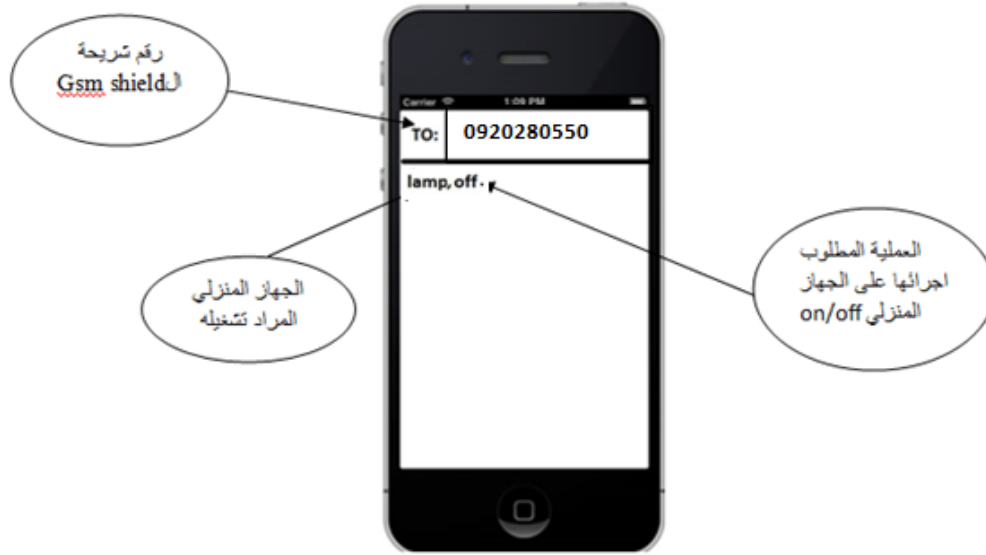 رقم شريحة
الGsm shield
Carrier 1:09 PM
TO: 0920280550
lamp, off .
العملية المطلوب
اجرائها على الجهاز
المنزلي on/off
الجهاز المنزلي
المراد تشغيله